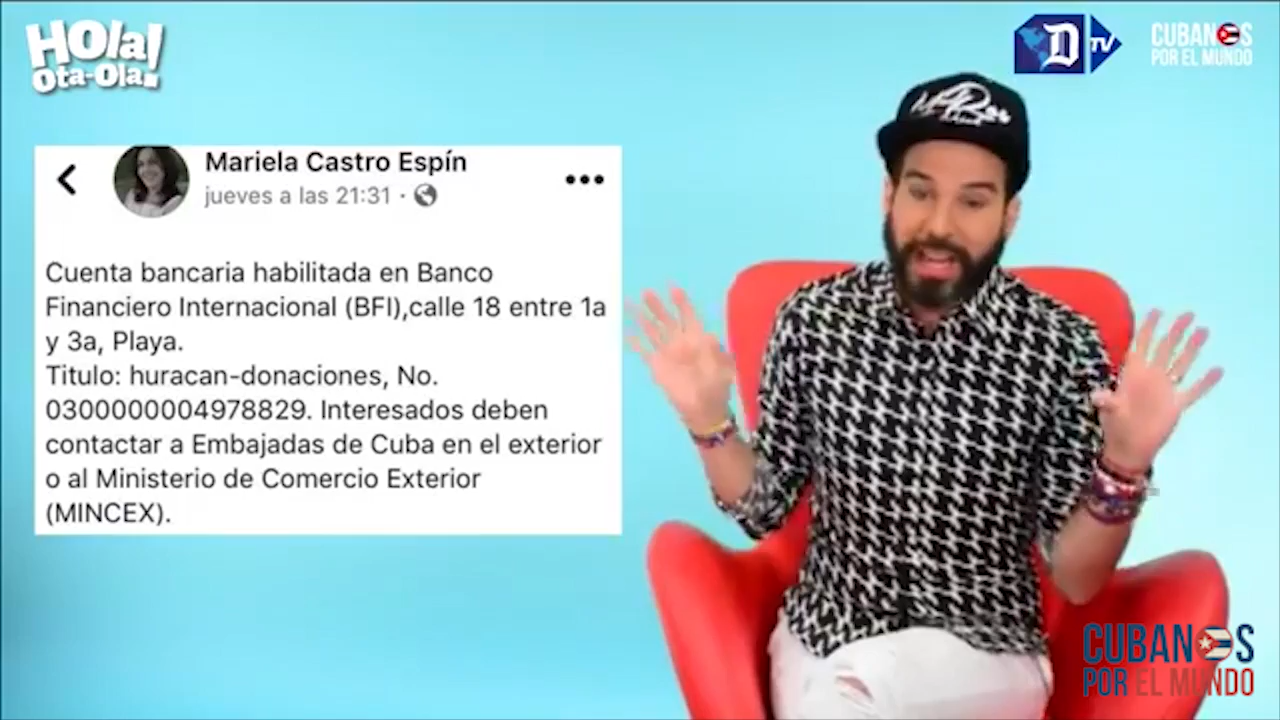 HOla!
Ota-Ola!
D TV
CUBANOS
POR EL MUNDO
Mariela Castro Espín
jueves a las 21:31 ·
Cuenta bancaria habilitada en Banco
Financiero Internacional (BFI),calle 18 entre 1a
y 3a, Playa.
Titulo: huracan-donaciones, No.
0300000004978829. Interesados deben
contactar a Embajadas de Cuba en el exterior
o al Ministerio de Comercio Exterior
(MINCEX).
CUBANOS
POR EL MUNDO